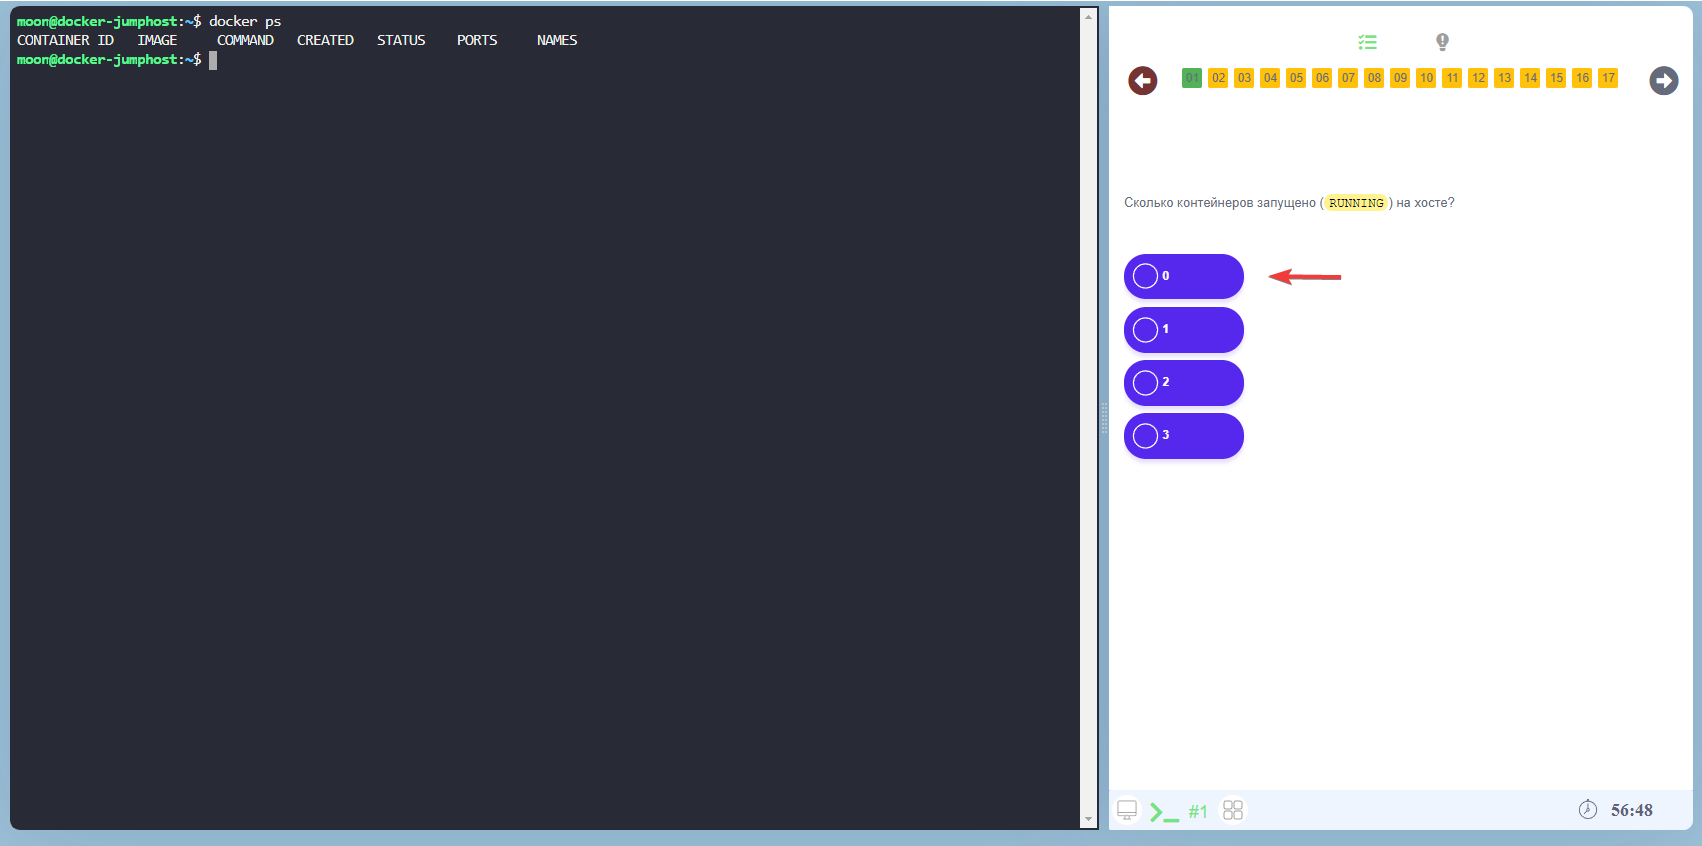 moon@docker-jumphost:~$ docker ps
CONTAINER ID IMAGE COMMAND CREATED STATUS PORTS NAMES
moon@docker-jumphost:~$
01 02 03 04 05 06 07 08 09 10 11 12 13 14 15 16 17
Сколько контейнеров запущено (RUNNING) на хосте?
0
1
2
3
>_ #1
56:48